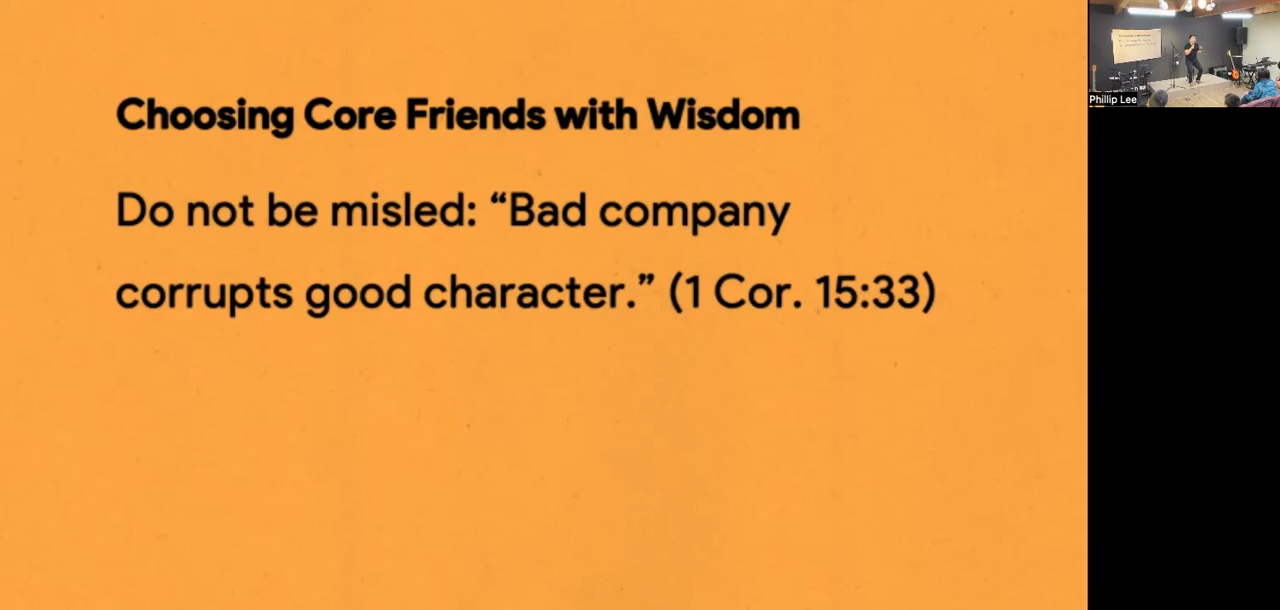 Choosing Core Friends with Wisdom
Do not be misled: “Bad company
corrupts good character.” (1 Cor. 15:33)
Phillip Lee